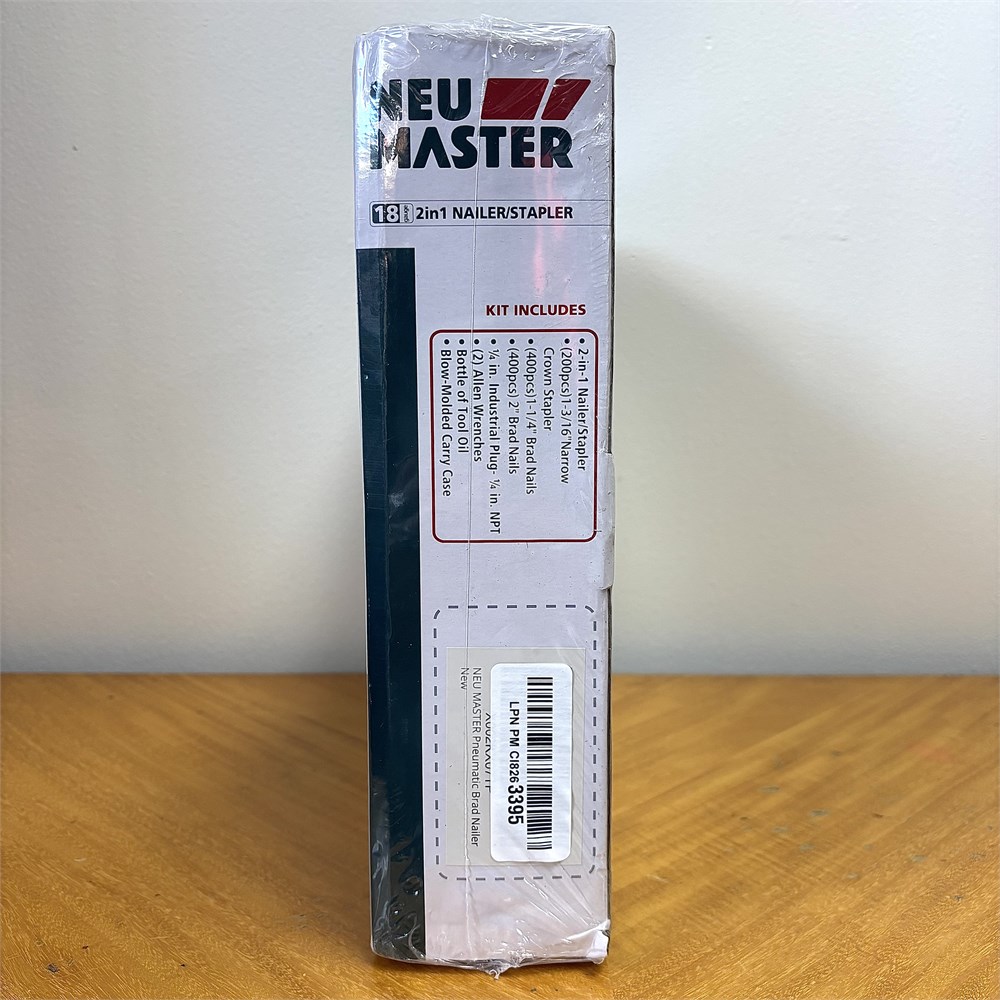 NEU
MASTER
18 2in1 NAILER/STAPLER
KIT INCLUDES
• 2-in-1 Nailer/Stapler
• (200pcs)1-3/16"Narrow
Crown Stapler
• (400pcs)1-1/4" Brad Nails
• (400pcs) 2" Brad Nails
• ¼ in. Industrial Plug- ¼ in. NPT
• (2) Allen Wrenches
• Bottle of Tool Oil
• Blow-Molded Carry Case
LPN PM CI826 3395
NEU MASTER Pneumatic Brad Nailer
New